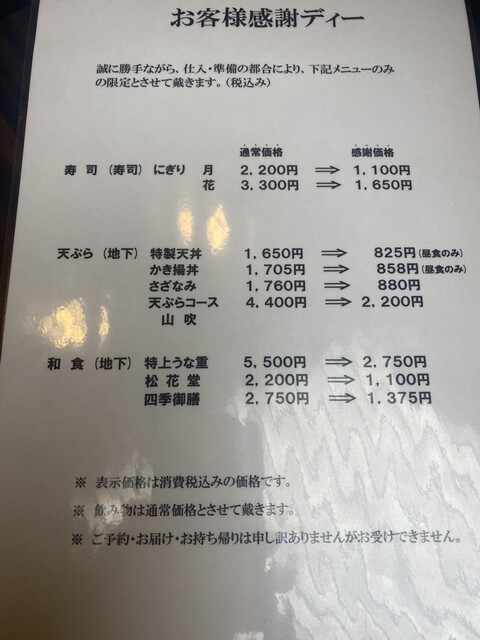 お客様感謝ディー
誠に勝手ながら、仕入・準備の都合により、下記メニューのみ
の限定とさせて戴きます。(税込み)
通常価格 感謝価格
寿 司 (寿司) にぎり 月 2,200円 ⇒ 1,100円
花 3,300円 ⇒ 1,650円
天ぷら (地下) 特製天丼 1,650円 ⇒ 825円(昼食のみ)
かき揚丼 1,705円 ⇒ 858円(昼食のみ)
さざなみ 1,760円 ⇒ 880円
天ぷらコース 4,400円 ⇒ 2,200円
山 吹
和 食 (地下) 特上うな重 5,500円 ⇒ 2,750円
松 花 堂 2,200円 ⇒ 1,100円
四季御膳 2,750円 ⇒ 1,375円
※ 表示価格は消費税込みの価格です。
※ 飲み物は通常価格とさせて戴きます。
※ ご予約・お届け・お持ち帰りは申し訳ありませんがお受けできません。